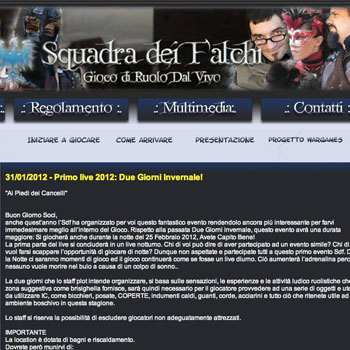 Squadra dei Falchi
Gioco di Ruolo Dal Vivo
.: Regolamento :. .: Multimedia:. .: Contatti :.
INIZIARE A GIOCARE COME ARRIVARE PRESENTAZIONE PROGETTO WARGAMES
31/01/2012 - Primo live 2012: Due Giorni Invernale!
"Ai Piedi dei Cancelli"
Buon Giorno Soci,
anche quest'anno l'Sdf ha organizzato per voi questo fantastico evento rendendolo ancora più interessante per farvi
immedesimare meglio all'interno del Gioco. Rispetto alla passata Due Giorni Invernale, questo evento avrà una durata
maggiore: Si giocherà anche durante la notte del 25 Febbraio 2012, Avete Capito Bene!
La prima parte del live si concluderà in un live notturno. Chi di voi può dire di aver partecipato ad un evento simile? Chi di
vuoi farsi scappare l'opportunità di giocare di notte? Dunque non aspettate e partecipate tutti a questo primo evento Sdf. D
la Notte ci saranno momenti di gioco ed il gioco continuerà come se fosse un live diurno. Ciò aumenterà l'adrenalina perc
nessuno vuole morire nel buio a causa di un colpo di sonno..
La due giorni che lo staff plot intende organizzare, si basa sulle sensazioni, le esperienze e le attività ludico ruolistiche che
zona suggestiva come brisighella fornisce, sarà quindi necessario per il giocatore provvedere ad una serie di oggetti e ute
da utilizzare IC, come bicchieri, posate, COPERTE, indumenti caldi, guanti, corde, acciarini e tutto ciò che ritenete utile ad
ambiente boschivo in questa stagione.
Lo staff si riserva la possibilità di escludere giocatori non adeguatamente attrezzati.
IMPORTANTE
La location è dotata di bagni e riscaldamento.
Dovrete però munirvi di: